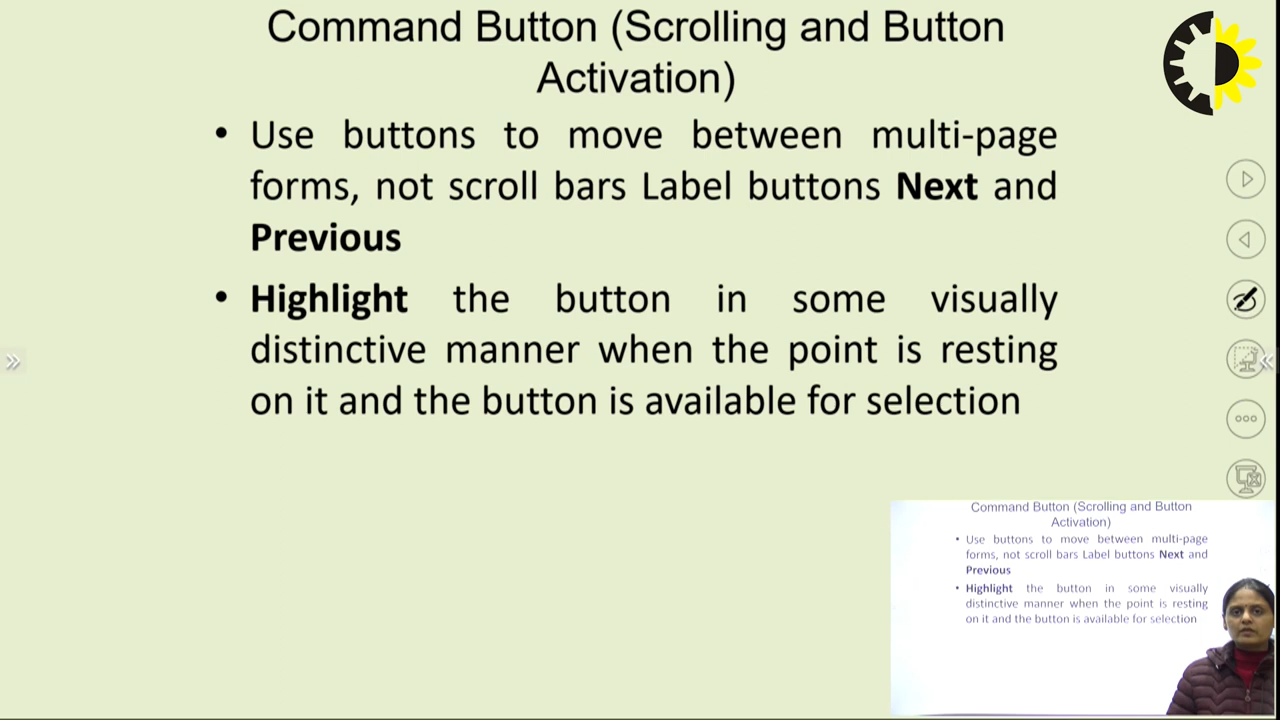 Command Button (Scrolling and Button
Activation)
• Use buttons to move between multi-page
forms, not scroll bars Label buttons Next and
Previous
• Highlight the button in some visually
distinctive manner when the point is resting
on it and the button is available for selection
Command Button (Scrolling and Button
Activation)
• Use buttons to move between multi-page
forms, not scroll bars Label buttons Next and
Previous
• Highlight the button in some visually
distinctive manner when the point is resting
on it and the button is available for selection